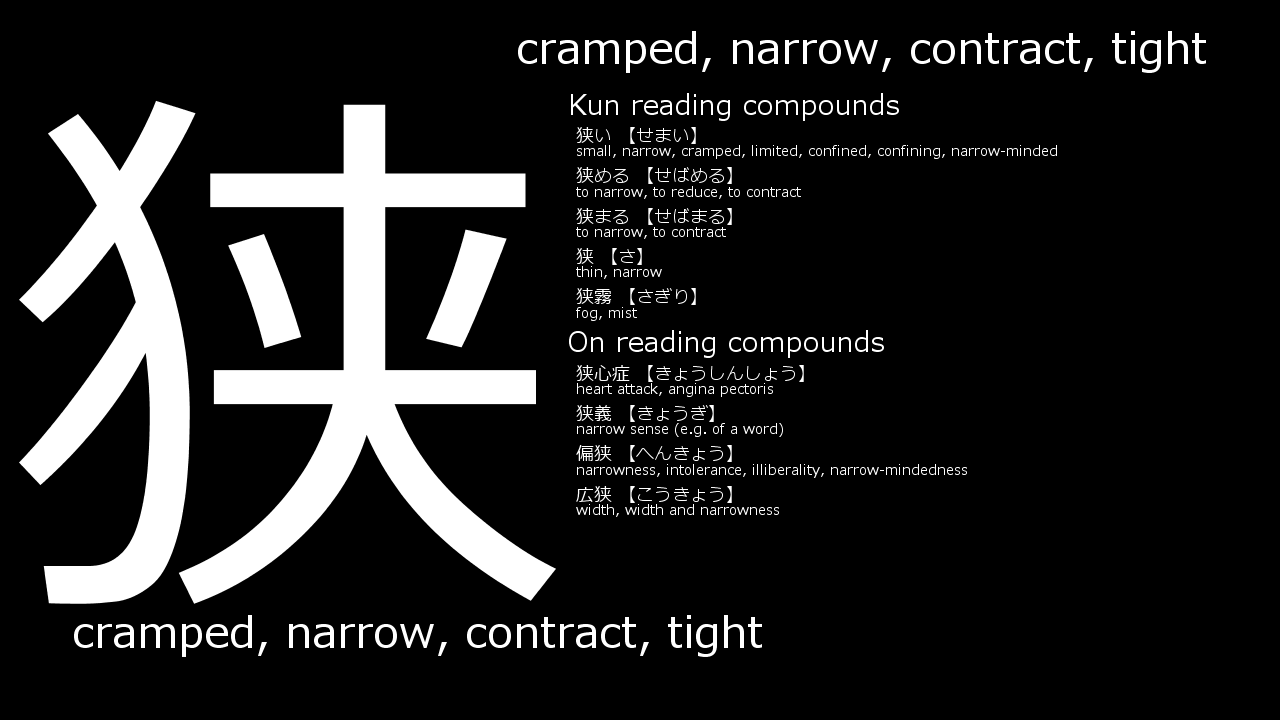 cramped, narrow, contract, tight
狭
Kun reading compounds
狭い 【せまい】
small, narrow, cramped, limited, confined, confining, narrow-minded
狭める 【せばめる】
to narrow, to reduce, to contract
狭まる 【せばまる】
to narrow, to contract
狭 【さ】
thin, narrow
狭霧 【さぎり】
fog, mist
On reading compounds
狭心症 【きょうしんしょう】
heart attack, angina pectoris
狭義 【きょうぎ】
narrow sense (e.g. of a word)
偏狭 【へんきょう】
narrowness, intolerance, illiberality, narrow-mindedness
広狭 【こうきょう】
width, width and narrowness
cramped, narrow, contract, tight